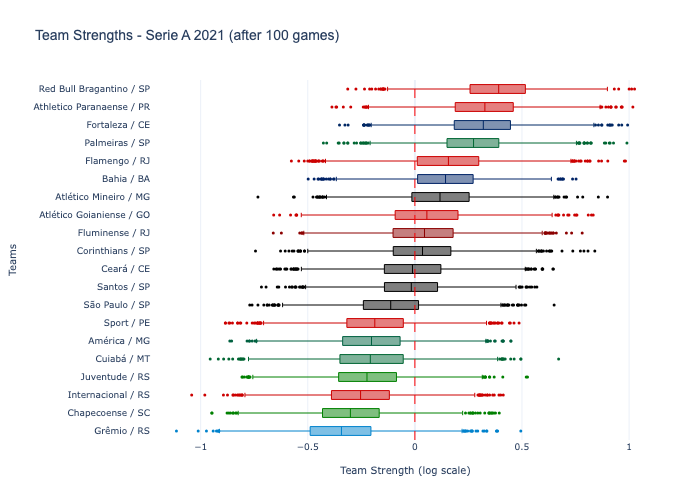 Team Strengths - Serie A 2021 (after 100 games)
Red Bull Bragantino / SP
Athletico Paranaense / PR
Fortaleza / CE
Palmeiras / SP
Flamengo / RJ
Bahia / BA
Atlético Mineiro / MG
Atlético Goianiense / GO
Fluminense / RJ
Corinthians / SP
Ceará / CE
Santos / SP
São Paulo / SP
Sport / PE
América / MG
Cuiabá / MT
Juventude / RS
Internacional / RS
Chapecoense / SC
Grêmio / RS
Teams
−1 −0.5 0 0.5 1
Team Strength (log scale)